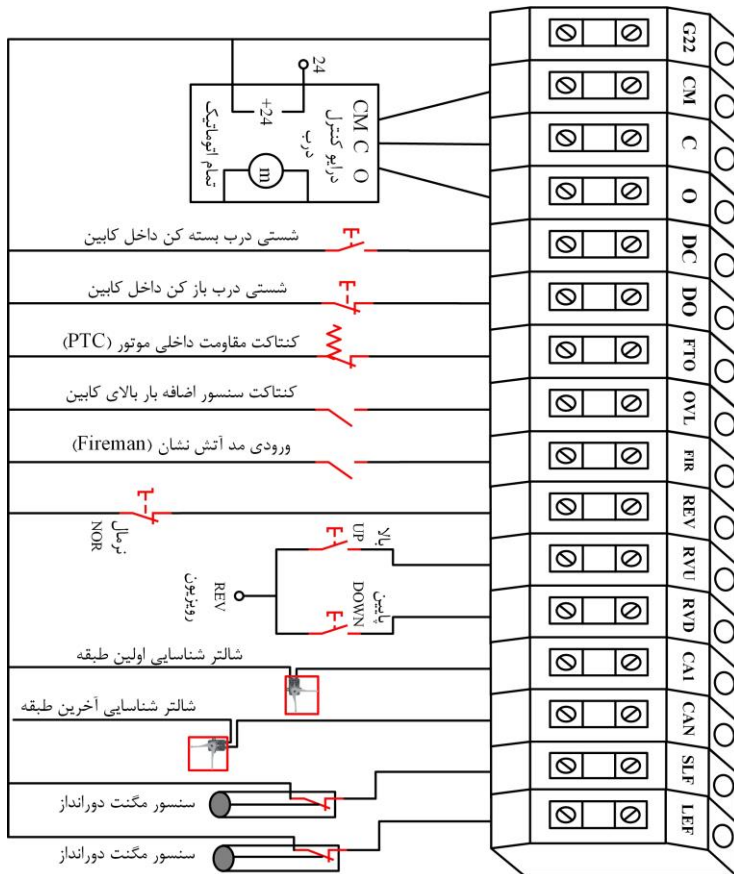 G22
CM
C
O
DC
DO
FTO
OVL
FIR
REV
RVU
RVD
CA1
CAN
SLF
LEF
24
+24
CM C O
درایو کنترل
درب
تمام اتوماتیک
m
شستی درب بسته کن داخل کابین
شستی درب باز کن داخل کابین
کنتاکت مقاومت داخلی موتور (PTC)
کنتاکت سنسور اضافه بار بالای کابین
ورودی مد آتش نشان (Fireman)
نرمال
NOR
بالا
UP
پایین
DOWN
REV
رویزیون
شالتر شناسایی اولین طبقه
شالتر شناسایی آخرین طبقه
سنسور مگنت دورانداز
سنسور مگنت دورانداز